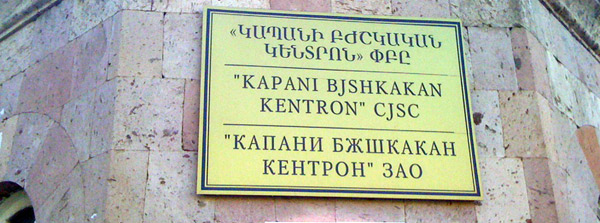 «ԿԱՊԱՆԻ ԲԺՇԿԱԿԱՆ
ԿԵՆՏՐՈՆ» ՓԲԸ
"KAPANI BJSHKAKAN
KENTRON" CJSC
"КАПАНИ БЖШКАКАН
КЕНТРОН" ЗАО